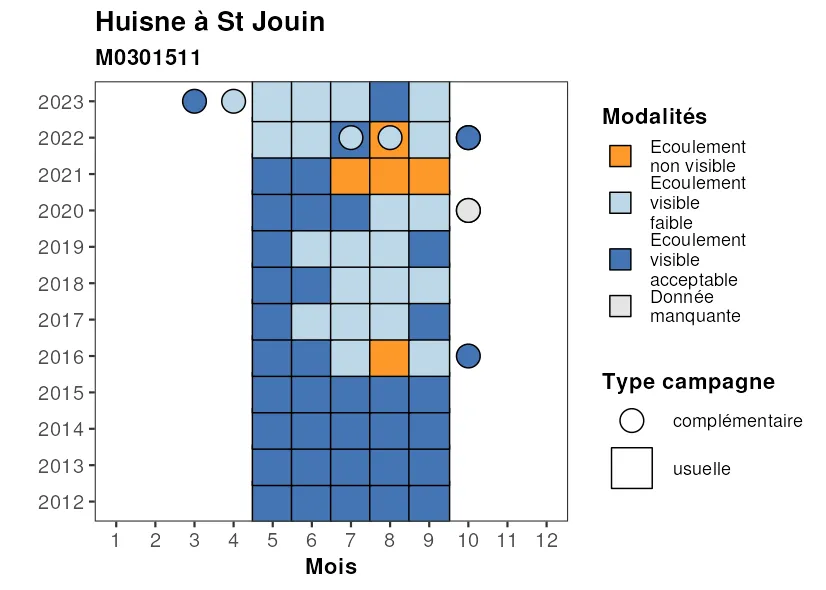 Huisne à St Jouin
M0301511
2023
2022
2021
2020
2019
2018
2017
2016
2015
2014
2013
2012
1 2 3 4 5 6 7 8 9 10 11 12
Mois
Modalités
Ecoulement
non visible
Ecoulement
visible
faible
Ecoulement
visible
acceptable
Donnée
manquante
Type campagne
complémentaire
usuelle